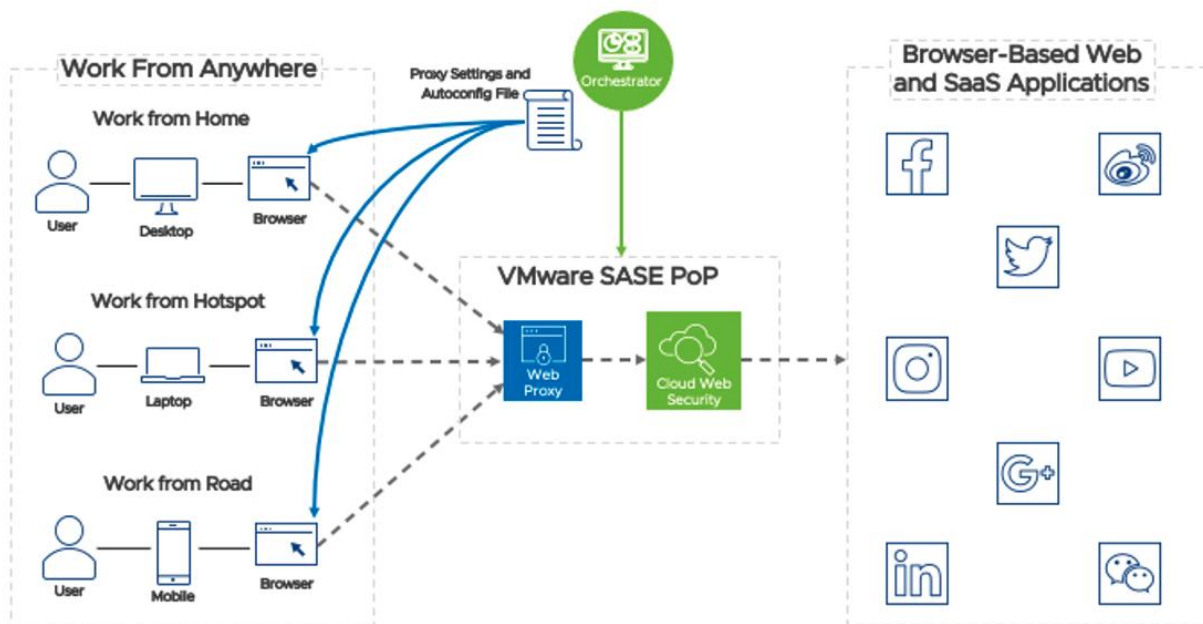 Work From Anywhere
Work from Home
User
Desktop
Browser
Work from Hotspot
User
Laptop
Browser
Work from Road
User
Mobile
Browser
Proxy Settings and
Autoconfig File
Orchestrator
VMware SASE PoP
Web
Proxy
Cloud Web
Security
Browser-Based Web
and SaaS Applications
f
G+
in